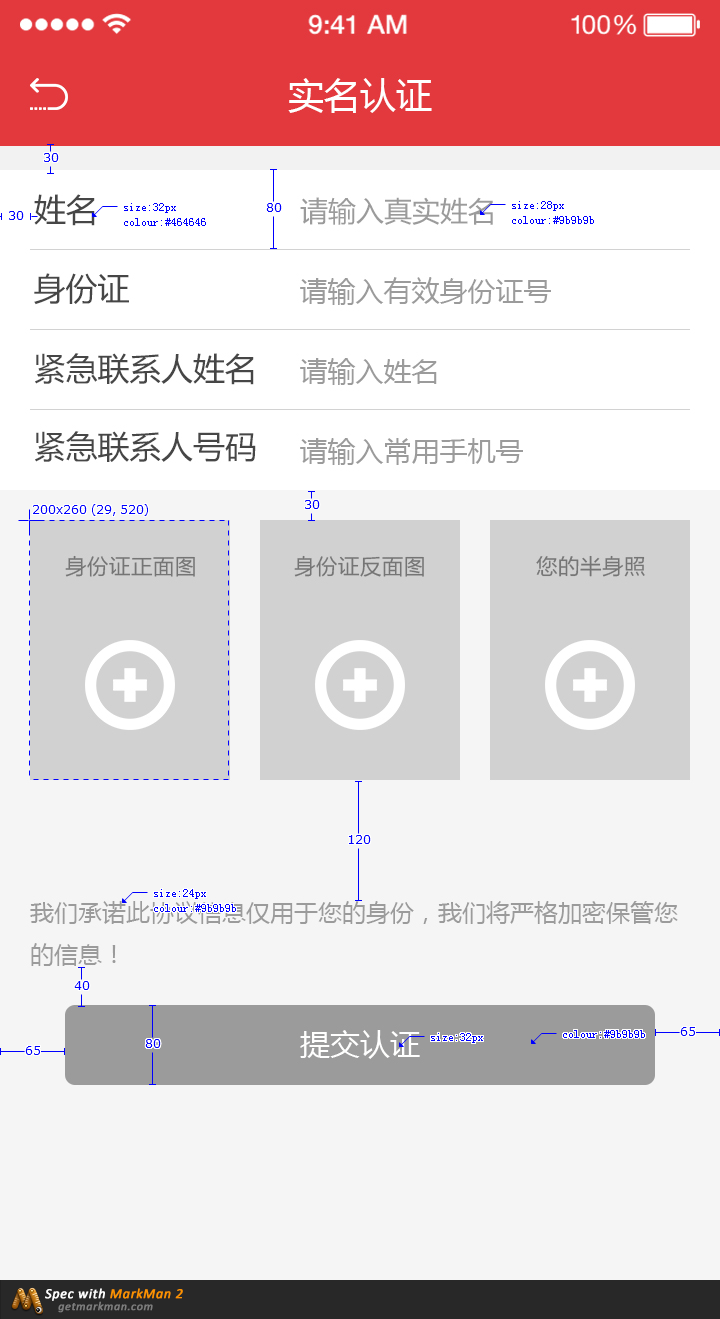 9:41 AM 100%
实名认证
30
30 姓名 size:32px colour:#464646 80 请输入真实姓名 size:28px colour:#9b9b9b
身份证 请输入有效身份证号
紧急联系人姓名 请输入姓名
紧急联系人号码 请输入常用手机号
200x260 (29, 520) 30
身份证正面图 身份证反面图 您的半身照
120
size:24px
colour:#9b9b9b
我们承诺此协议信息仅用于您的身份，我们将严格加密保管您
的信息！
40
65 80 提交认证 size:32px colour:#9b9b9b 65
Spec with MarkMan 2
getmarkman.com